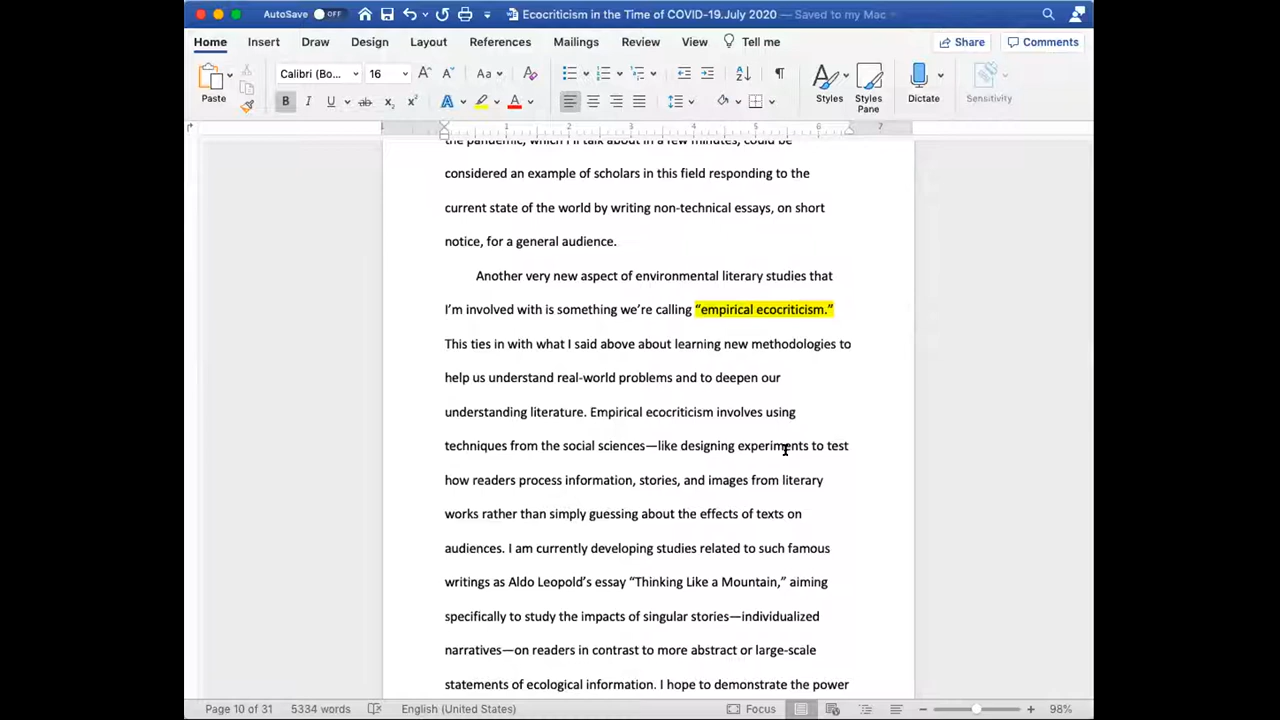 AutoSave OFF Ecocriticism in the Time of COVID-19.July 2020 — Saved to my Mac
Home Insert Draw Design Layout References Mailings Review View Tell me Share Comments
Calibri (Bo... 16
Paste Styles Styles Pane Dictate Sensitivity
1 1 2 3 4 5 6 7
the pandemic, which I'll talk about in a few minutes, could be
considered an example of scholars in this field responding to the
current state of the world by writing non-technical essays, on short
notice, for a general audience.
Another very new aspect of environmental literary studies that
I'm involved with is something we're calling “empirical ecocriticism.”
This ties in with what I said above about learning new methodologies to
help us understand real-world problems and to deepen our
understanding literature. Empirical ecocriticism involves using
techniques from the social sciences—like designing experiments to test
how readers process information, stories, and images from literary
works rather than simply guessing about the effects of texts on
audiences. I am currently developing studies related to such famous
writings as Aldo Leopold's essay “Thinking Like a Mountain,” aiming
specifically to study the impacts of singular stories—individualized
narratives—on readers in contrast to more abstract or large-scale
statements of ecological information. I hope to demonstrate the power
Page 10 of 31 5334 words English (United States) Focus 98%